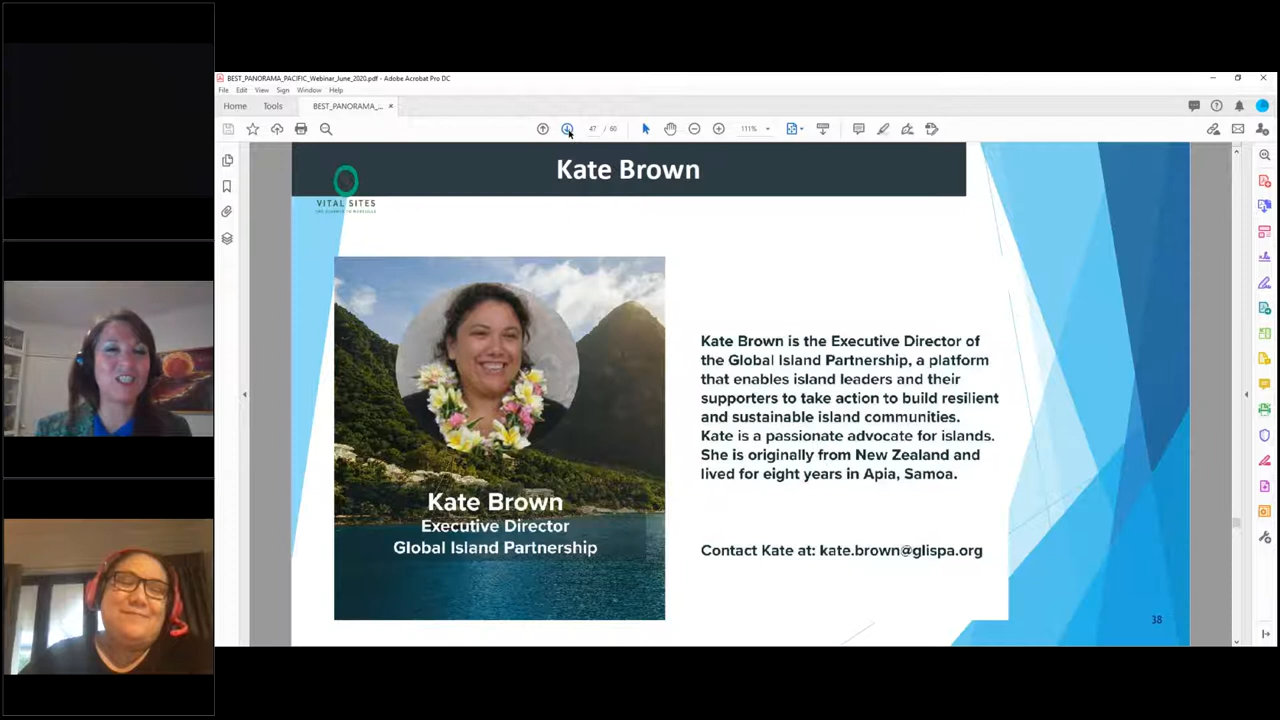 BEST_PANORAMA_PACIFIC_Webinar_June_2020.pdf - Adobe Acrobat Pro DC
File Edit View Sign Window Help
Home Tools BEST_PANORAMA_... ×
47 / 60 111%
Kate Brown
VITAL SITES
Kate Brown is the Executive Director of
the Global Island Partnership, a platform
that enables island leaders and their
supporters to take action to build resilient
and sustainable island communities.
Kate is a passionate advocate for islands.
She is originally from New Zealand and
lived for eight years in Apia, Samoa.
Kate Brown
Executive Director
Global Island Partnership
Contact Kate at: kate.brown@glispa.org
38